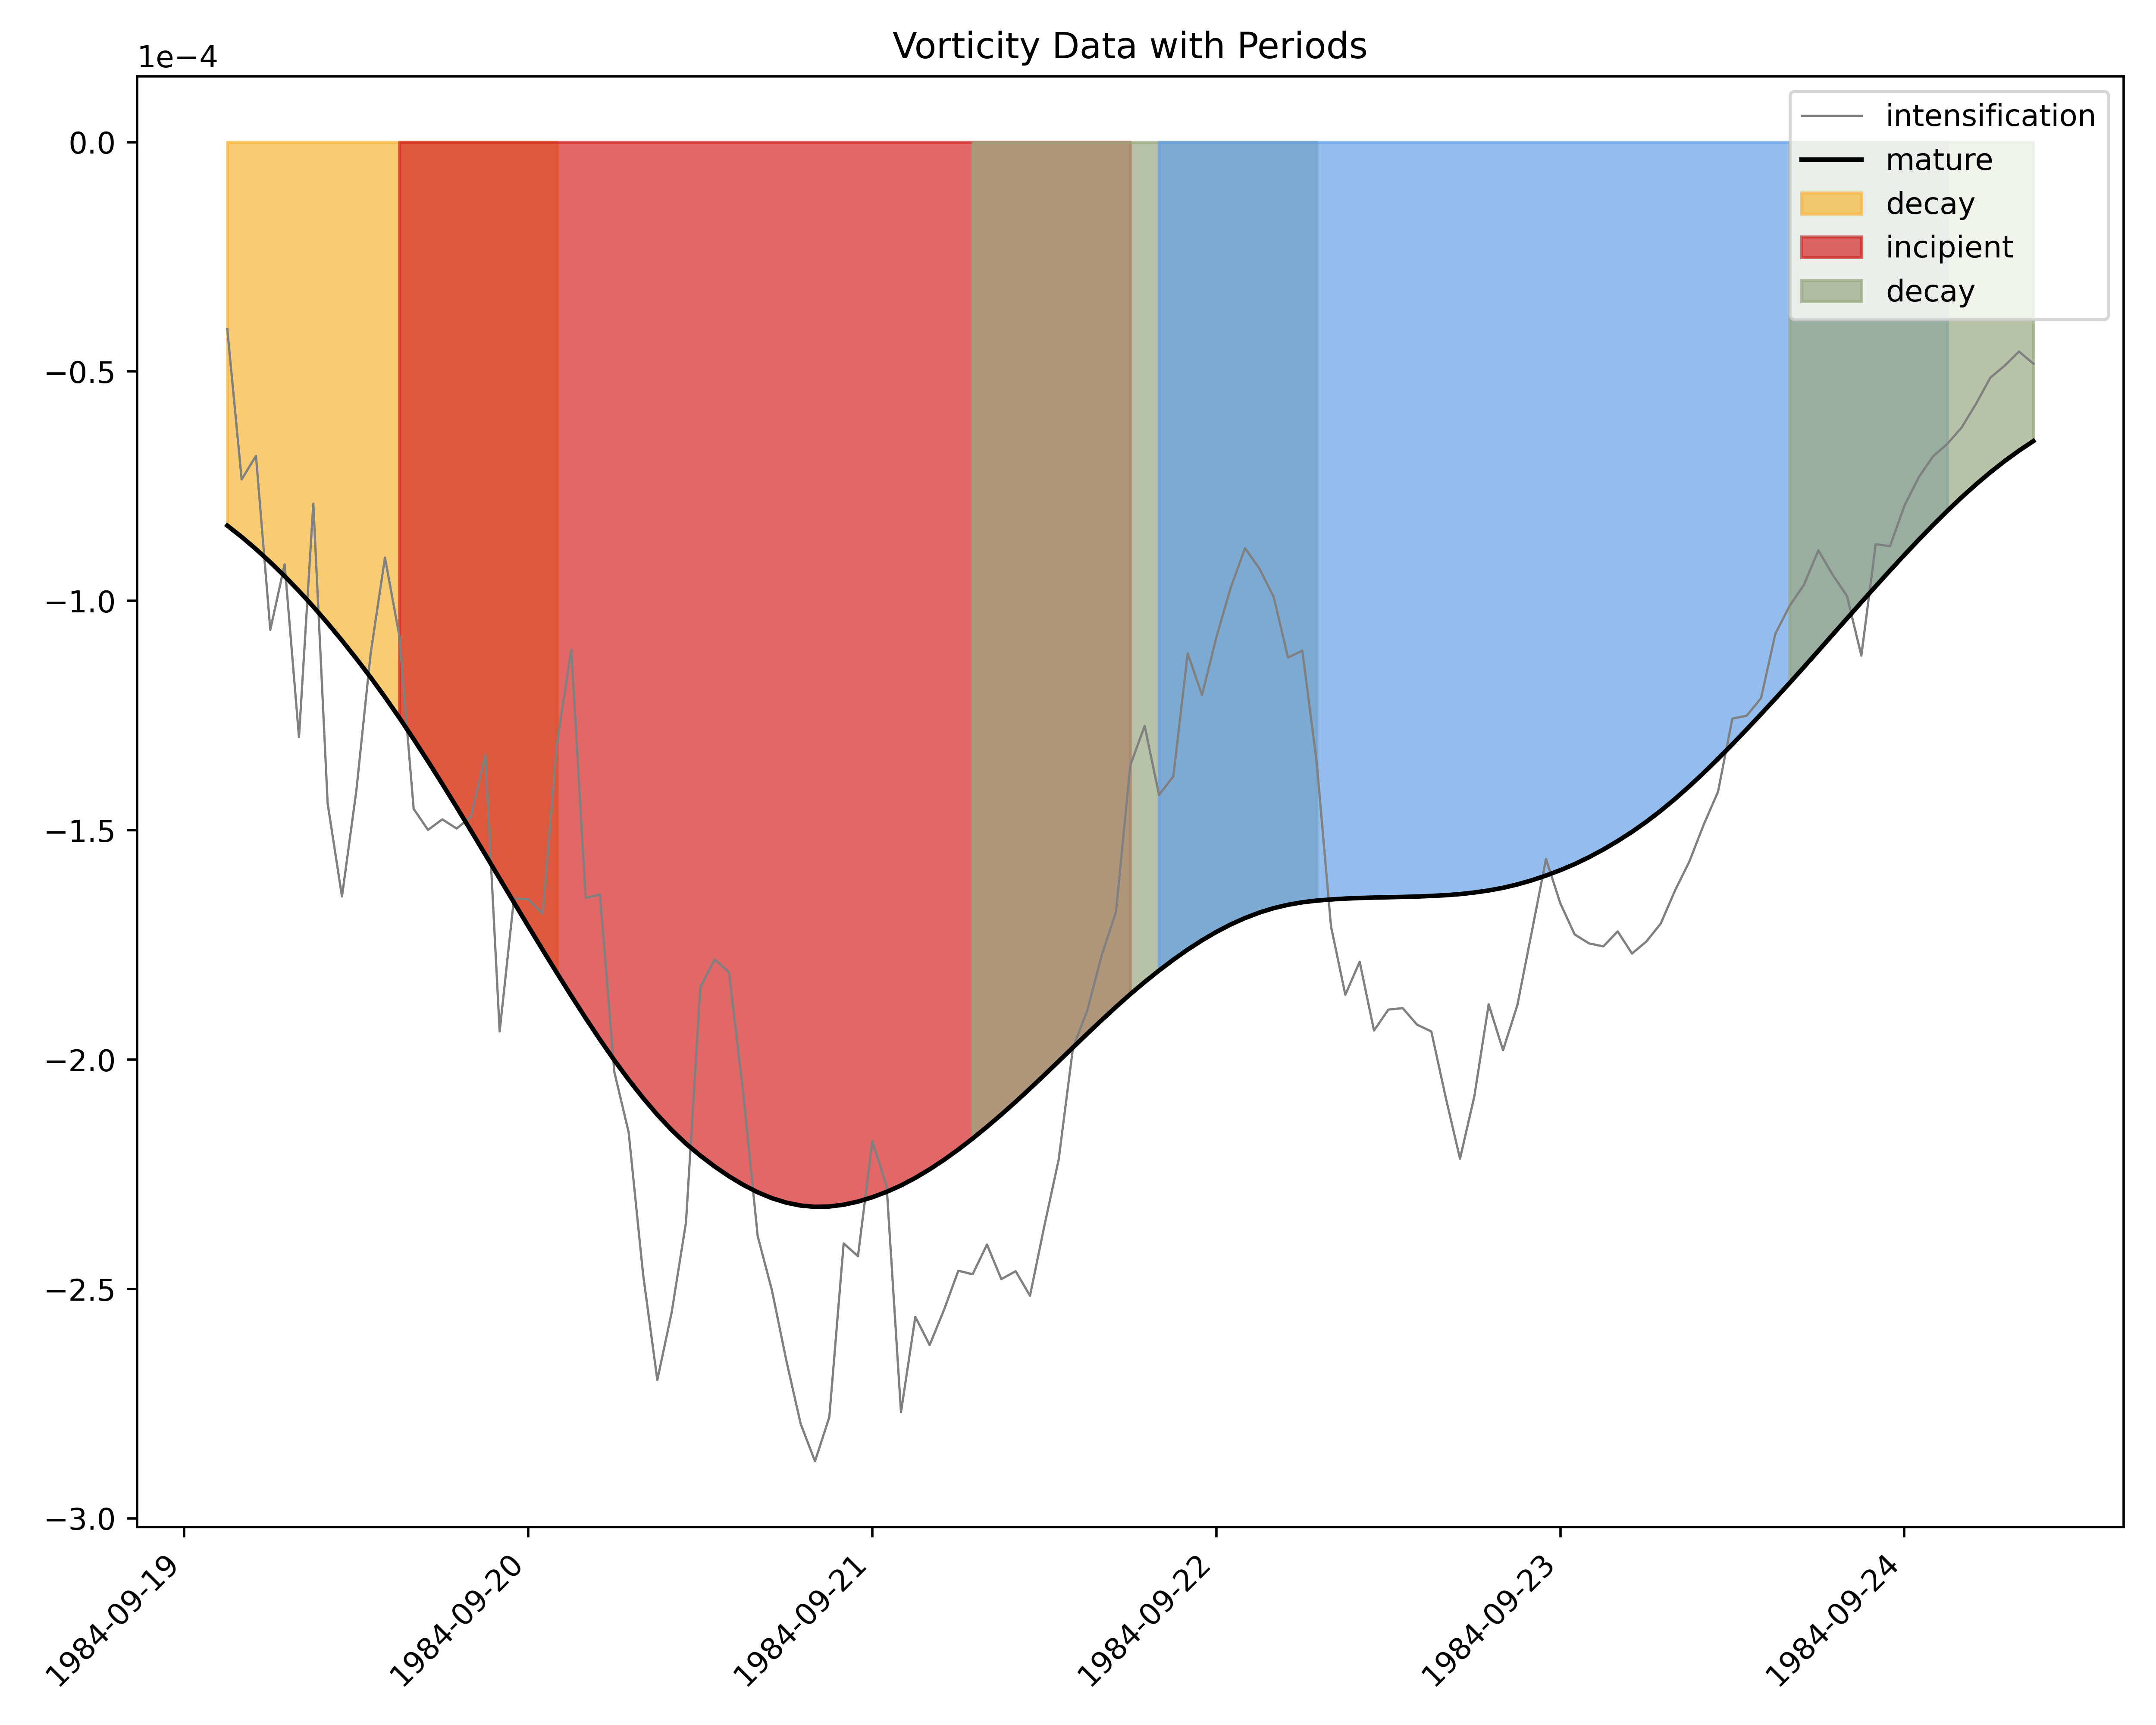 Vorticity Data with Periods
1e−4
intensification
mature
decay
incipient
decay
0.0
−0.5
−1.0
−1.5
−2.0
−2.5
−3.0
1984-09-19
1984-09-20
1984-09-21
1984-09-22
1984-09-23
1984-09-24